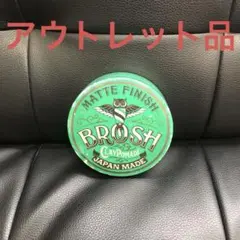 アウトレット品
MATTE FINISH
BROSH
CLAY POMADE
JAPAN MADE